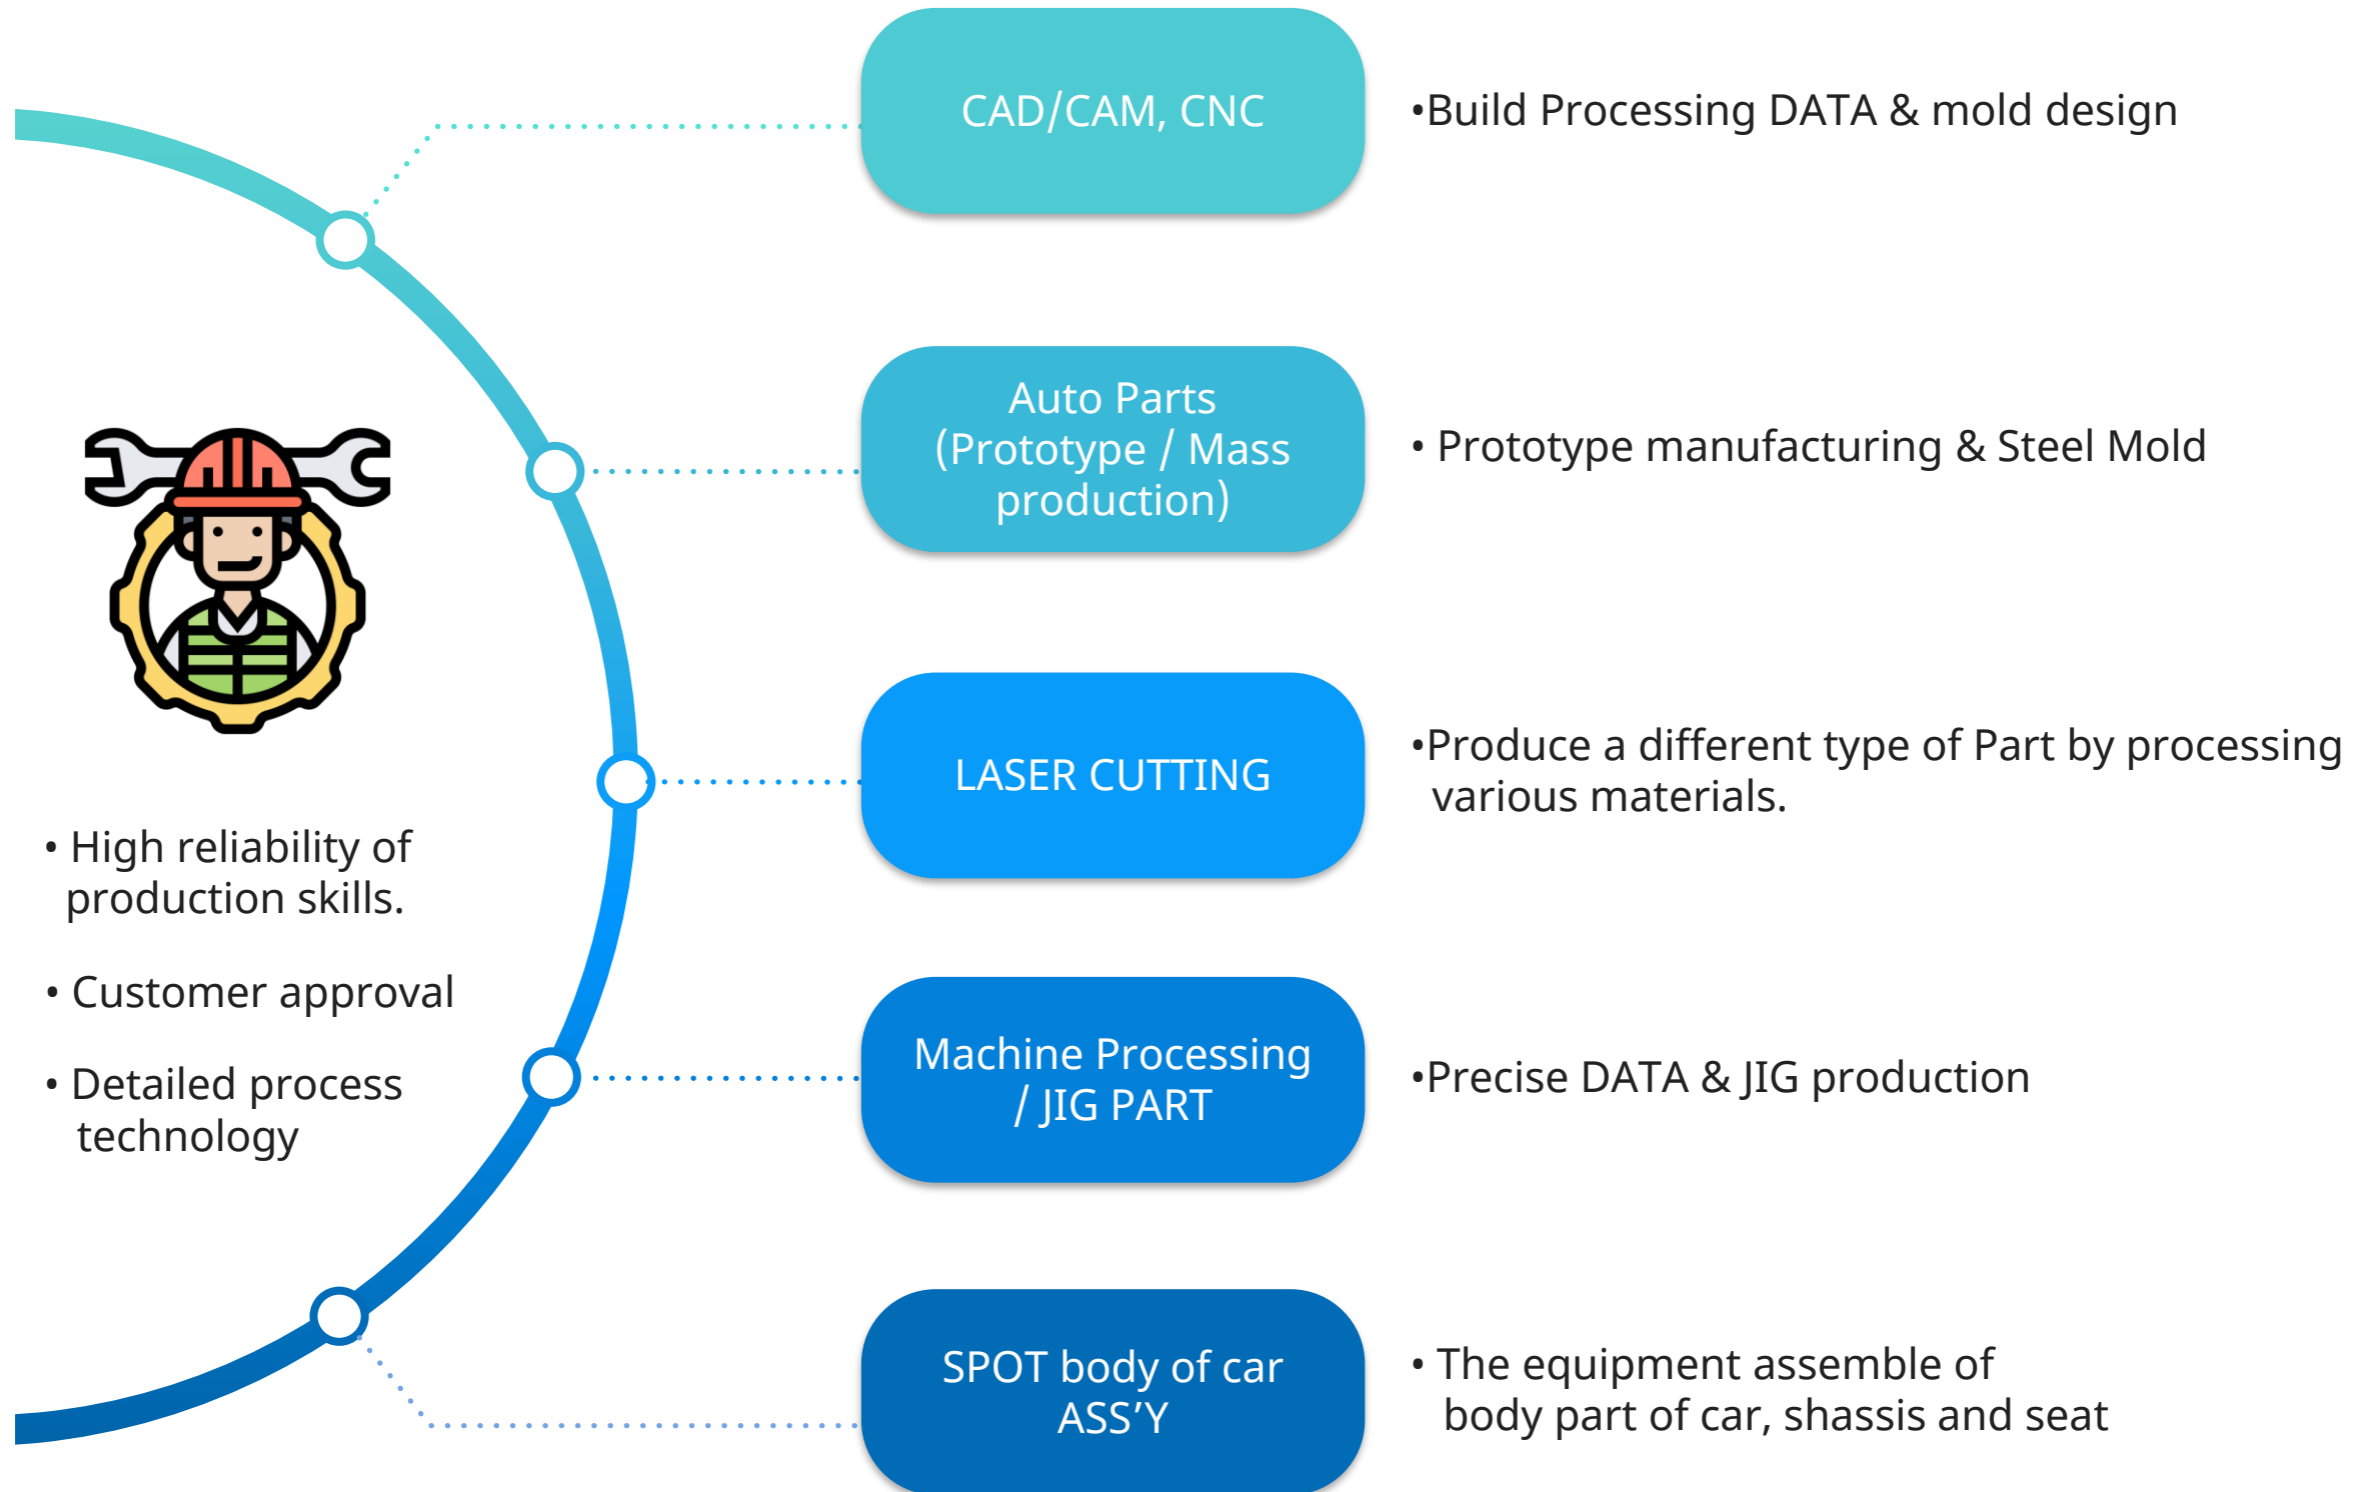 CAD/CAM, CNC
•Build Processing DATA & mold design
Auto Parts
(Prototype / Mass
production)
• Prototype manufacturing & Steel Mold
LASER CUTTING
•Produce a different type of Part by processing
various materials.
• High reliability of
production skills.
• Customer approval
• Detailed process
technology
Machine Processing
/ JIG PART
•Precise DATA & JIG production
SPOT body of car
ASS’Y
• The equipment assemble of
body part of car, shassis and seat